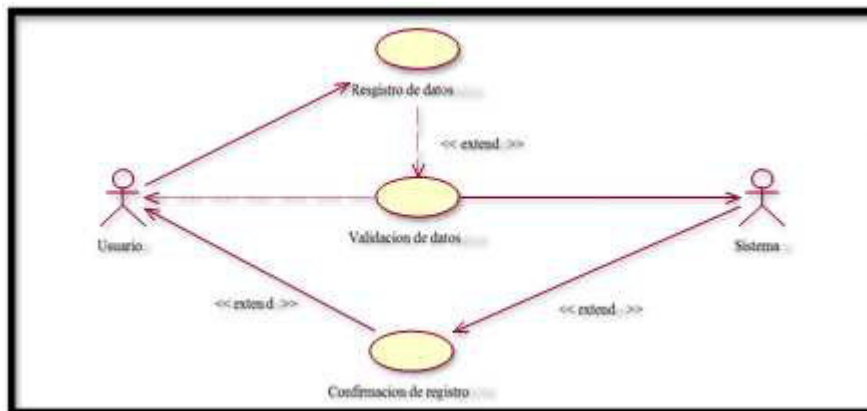 Resgistro de datos
<< extend >>
Usuario
Validacion de datos
Sistema
<< extend >>
<< extend >>
Confirmacion de registro